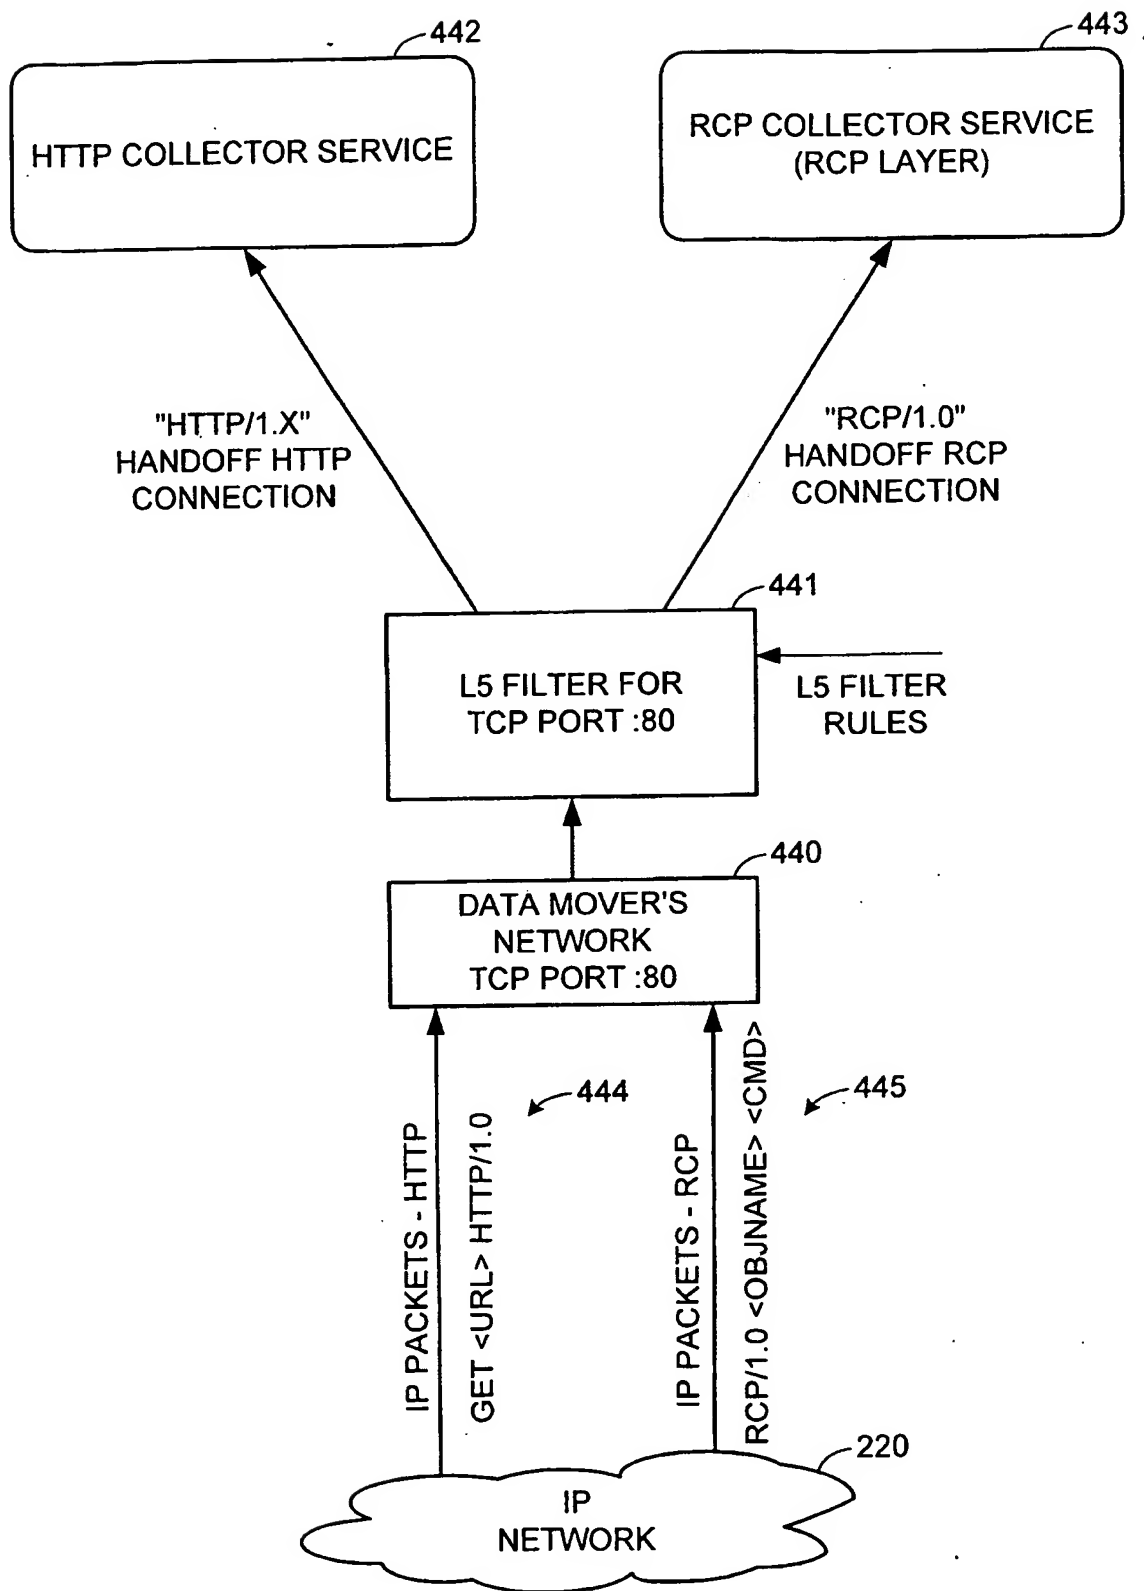 442
443
HTTP COLLECTOR SERVICE
RCP COLLECTOR SERVICE
(RCP LAYER)
"HTTP/1.X"
HANDOFF HTTP
CONNECTION
"RCP/1.0"
HANDOFF RCP
CONNECTION
441
L5 FILTER FOR
TCP PORT :80
L5 FILTER
RULES
440
DATA MOVER'S
NETWORK
TCP PORT :80
IP PACKETS - HTTP
GET <URL> HTTP/1.0
444
IP PACKETS - RCP
RCP/1.0 <OBJNAME> <CMD>
445
220
IP
NETWORK